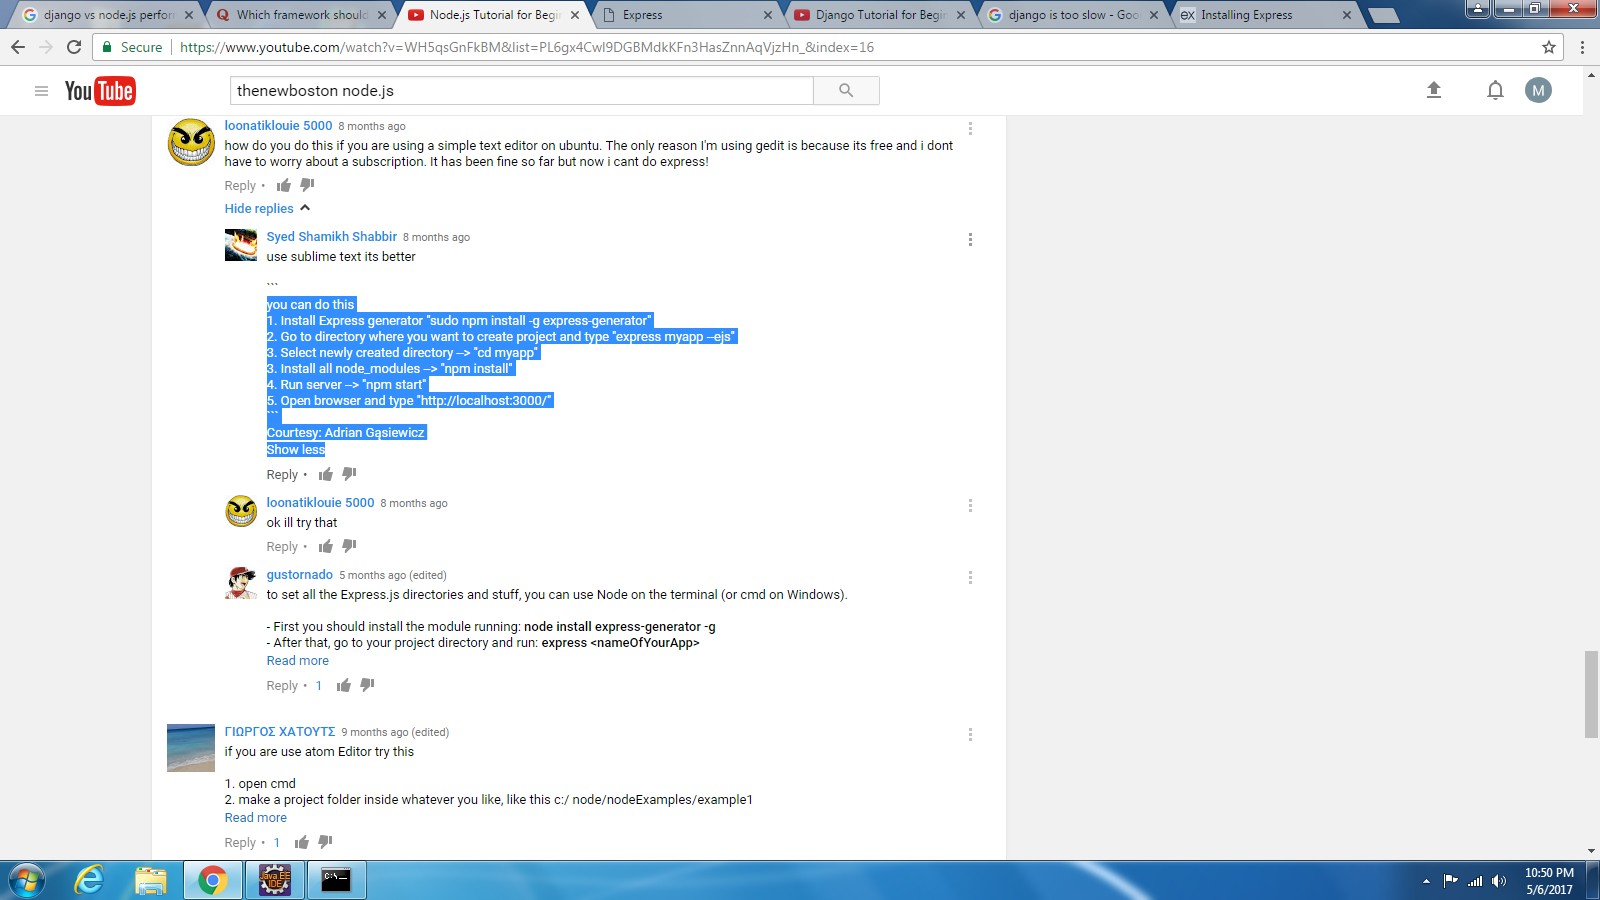 django vs node.js perforn
Which framework should
Node.js Tutorial for Begin
Express
Django Tutorial for Begin
django is too slow - Goo
ex
Installing Express
Secure
https://www.youtube.com/watch?v=WH5qsGnFkBM&list=PL6gx4Cwl9DGBMdkKFn3HasZnnAqVjzHn_&index=16
YouTube
thenewboston node.js
M
loonatiklouie 5000 8 months ago
how do you do this if you are using a simple text editor on ubuntu. The only reason I'm using gedit is because its free and i dont
have to worry about a subscription. It has been fine so far but now i cant do express!
Reply •
Hide replies
Syed Shamikh Shabbir 8 months ago
use sublime text its better
```
you can do this
1. Install Express generator "sudo npm install -g express-generator"
2. Go to directory where you want to create project and type "express myapp --ejs"
3. Select newly created directory --> "cd myapp"
3. Install all node_modules --> "npm install"
4. Run server --> "npm start"
5. Open browser and type "http://localhost:3000/"
```
Courtesy: Adrian Gąsiewicz
Show less
Reply •
loonatiklouie 5000 8 months ago
ok ill try that
Reply •
gustornado 5 months ago (edited)
to set all the Express.js directories and stuff, you can use Node on the terminal (or cmd on Windows).
- First you should install the module running: node install express-generator -g
- After that, go to your project directory and run: express <nameOfYourApp>
Read more
Reply • 1
ΓΙΩΡΓΟΣ ΧΑΤΟΥΤΣ 9 months ago (edited)
if you are use atom Editor try this
1. open cmd
2. make a project folder inside whatever you like, like this c:/ node/nodeExamples/example1
Read more
Reply • 1
Java EE
IDE
C:\_
10:50 PM
5/6/2017